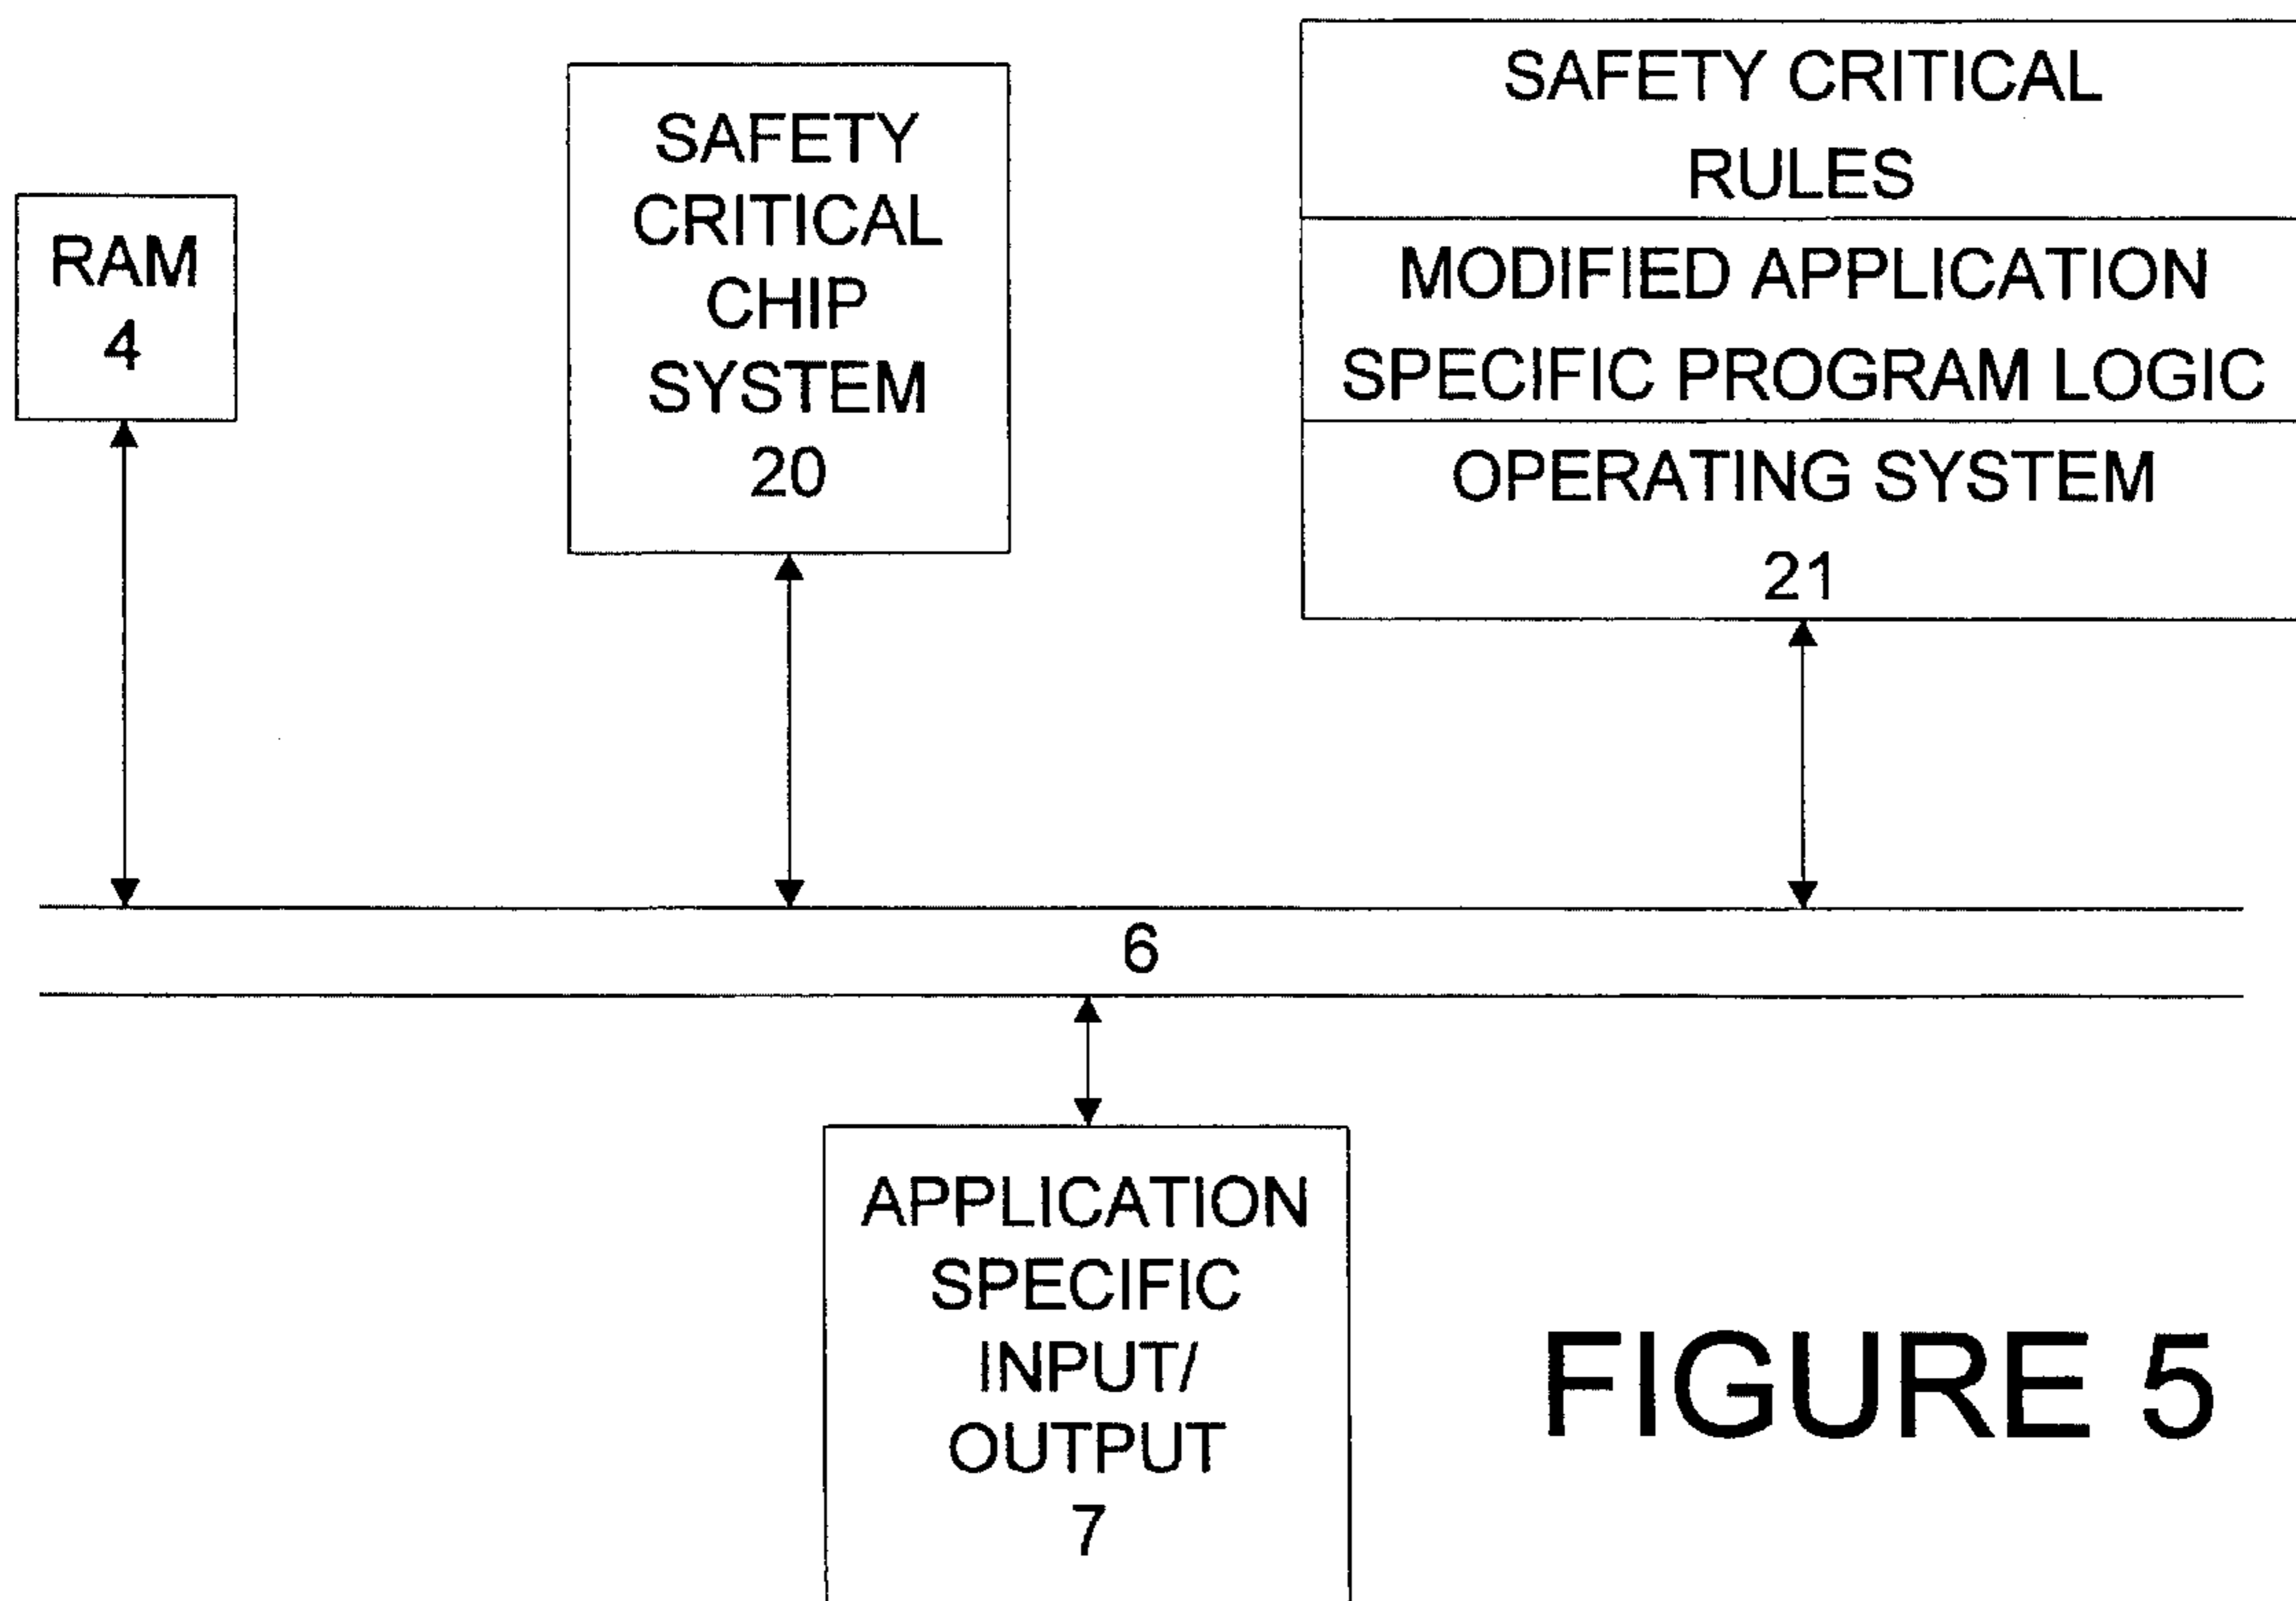 RAM
4
SAFETY
CRITICAL
CHIP
SYSTEM
20
SAFETY CRITICAL
RULES
MODIFIED APPLICATION
SPECIFIC PROGRAM LOGIC
OPERATING SYSTEM
21
6
APPLICATION
SPECIFIC
INPUT/
OUTPUT
7
FIGURE 5